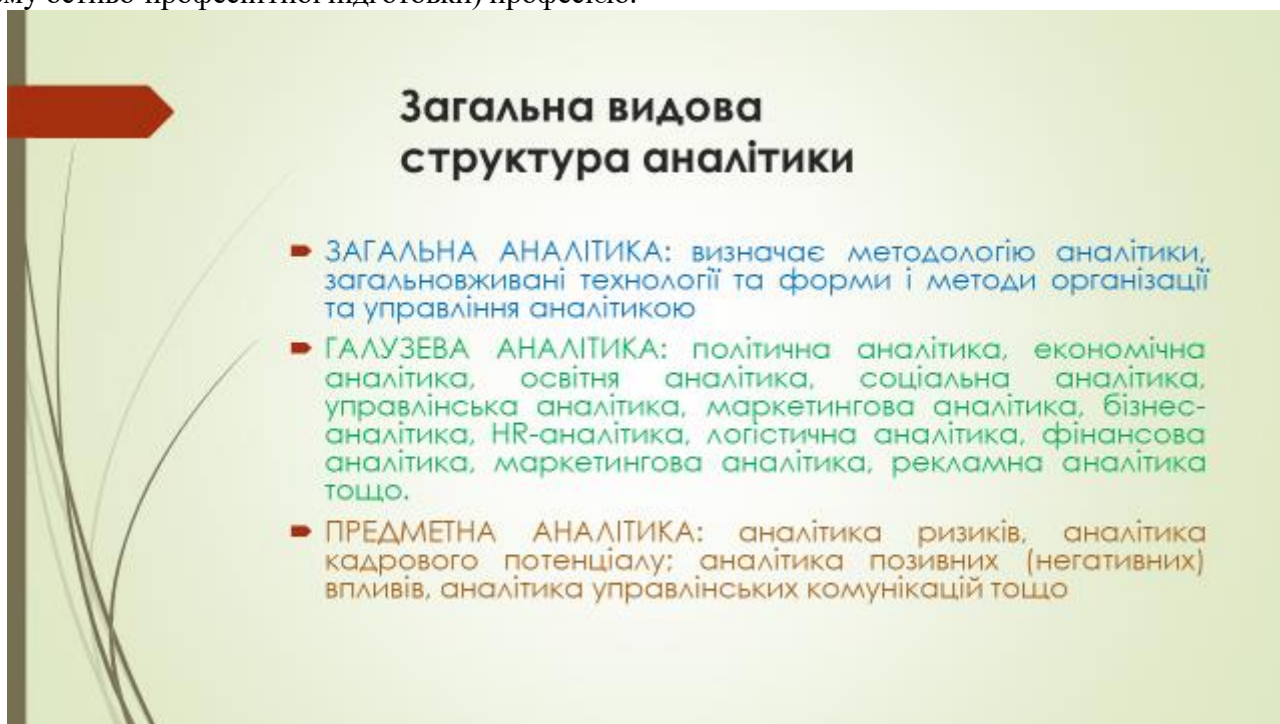 професією.
Загальна видова
структура аналітики
ЗАГАЛЬНА АНАЛІТИКА: визначає методологію аналітики,
загальновживані технології та форми і методи організації
та управління аналітикою
ГАЛУЗЕВА АНАЛІТИКА: політична аналітика, економічна
аналітика, освітня аналітика, соціальна аналітика,
управлінська аналітика, маркетингова аналітика, бізнес-
аналітика, HR-аналітика, логістична аналітика, фінансова
аналітика, маркетингова аналітика, рекламна аналітика
тощо.
ПРЕДМЕТНА АНАЛІТИКА: аналітика ризиків, аналітика
кадрового потенціалу; аналітика позивних (негативних)
впливів, аналітика управлінських комунікацій тощо